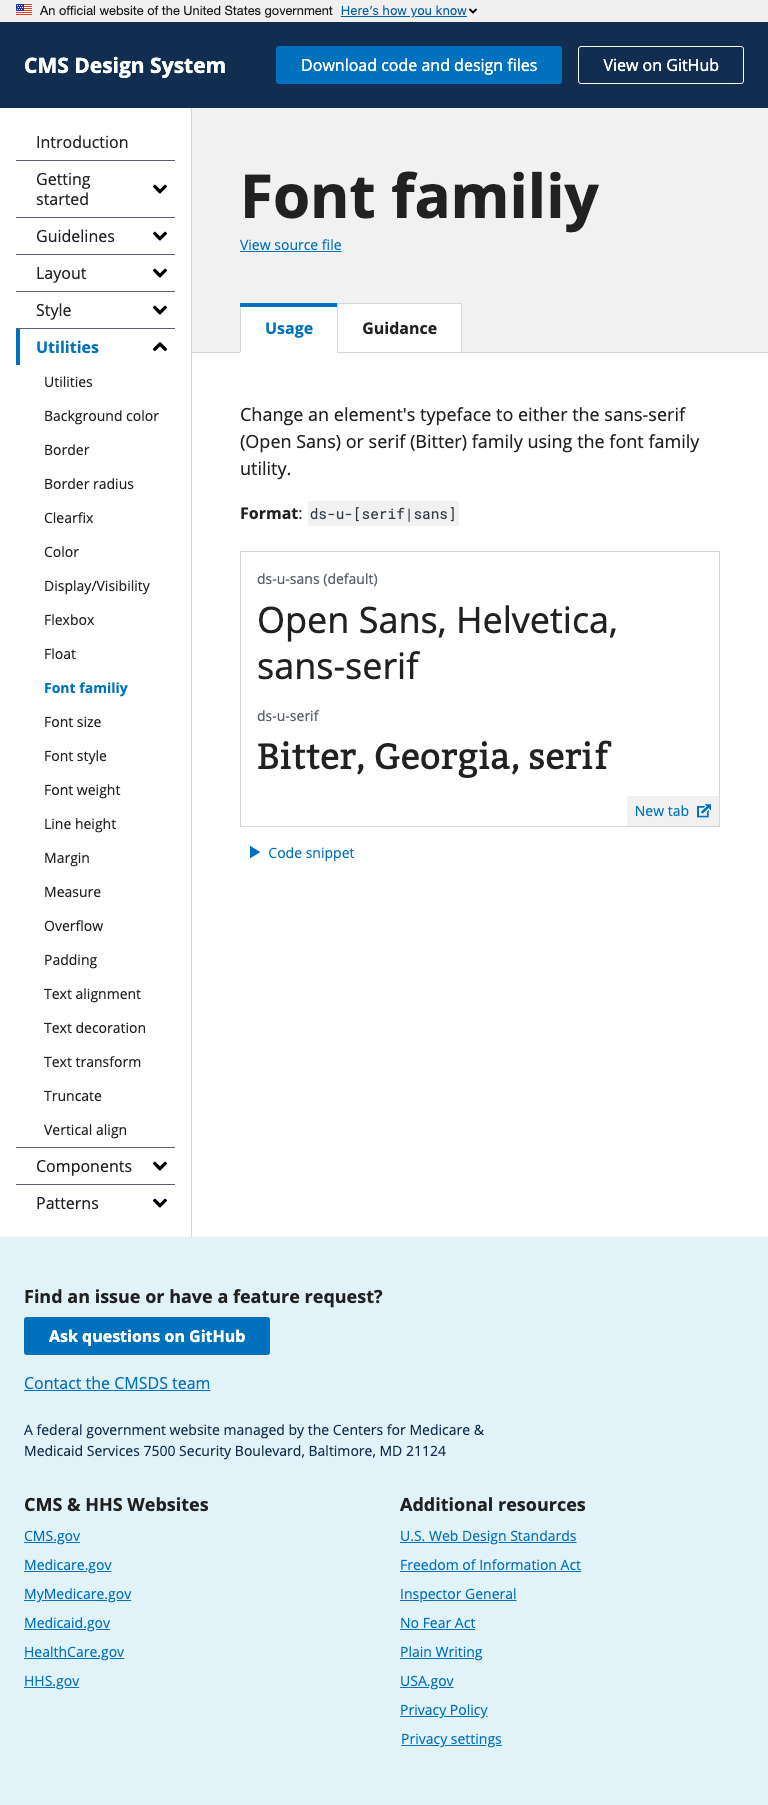 An official website of the United States government Here's how you know
CMS Design System
Download code and design files
View on GitHub
Introduction
Getting
started
Guidelines
Layout
Style
Utilities
Utilities
Background color
Border
Border radius
Clearfix
Color
Display/Visibility
Flexbox
Float
Font familiy
Font size
Font style
Font weight
Line height
Margin
Measure
Overflow
Padding
Text alignment
Text decoration
Text transform
Truncate
Vertical align
Components
Patterns
Font familiy
View source file
Usage
Guidance
Change an element's typeface to either the sans-serif
(Open Sans) or serif (Bitter) family using the font family
utility.
Format: ds-u-[serif|sans]
ds-u-sans (default)
Open Sans, Helvetica,
sans-serif
ds-u-serif
Bitter, Georgia, serif
New tab
Code snippet
Find an issue or have a feature request?
Ask questions on GitHub
Contact the CMSDS team
A federal government website managed by the Centers for Medicare &
Medicaid Services 7500 Security Boulevard, Baltimore, MD 21124
CMS & HHS Websites
CMS.gov
Medicare.gov
MyMedicare.gov
Medicaid.gov
HealthCare.gov
HHS.gov
Additional resources
U.S. Web Design Standards
Freedom of Information Act
Inspector General
No Fear Act
Plain Writing
USA.gov
Privacy Policy
Privacy settings